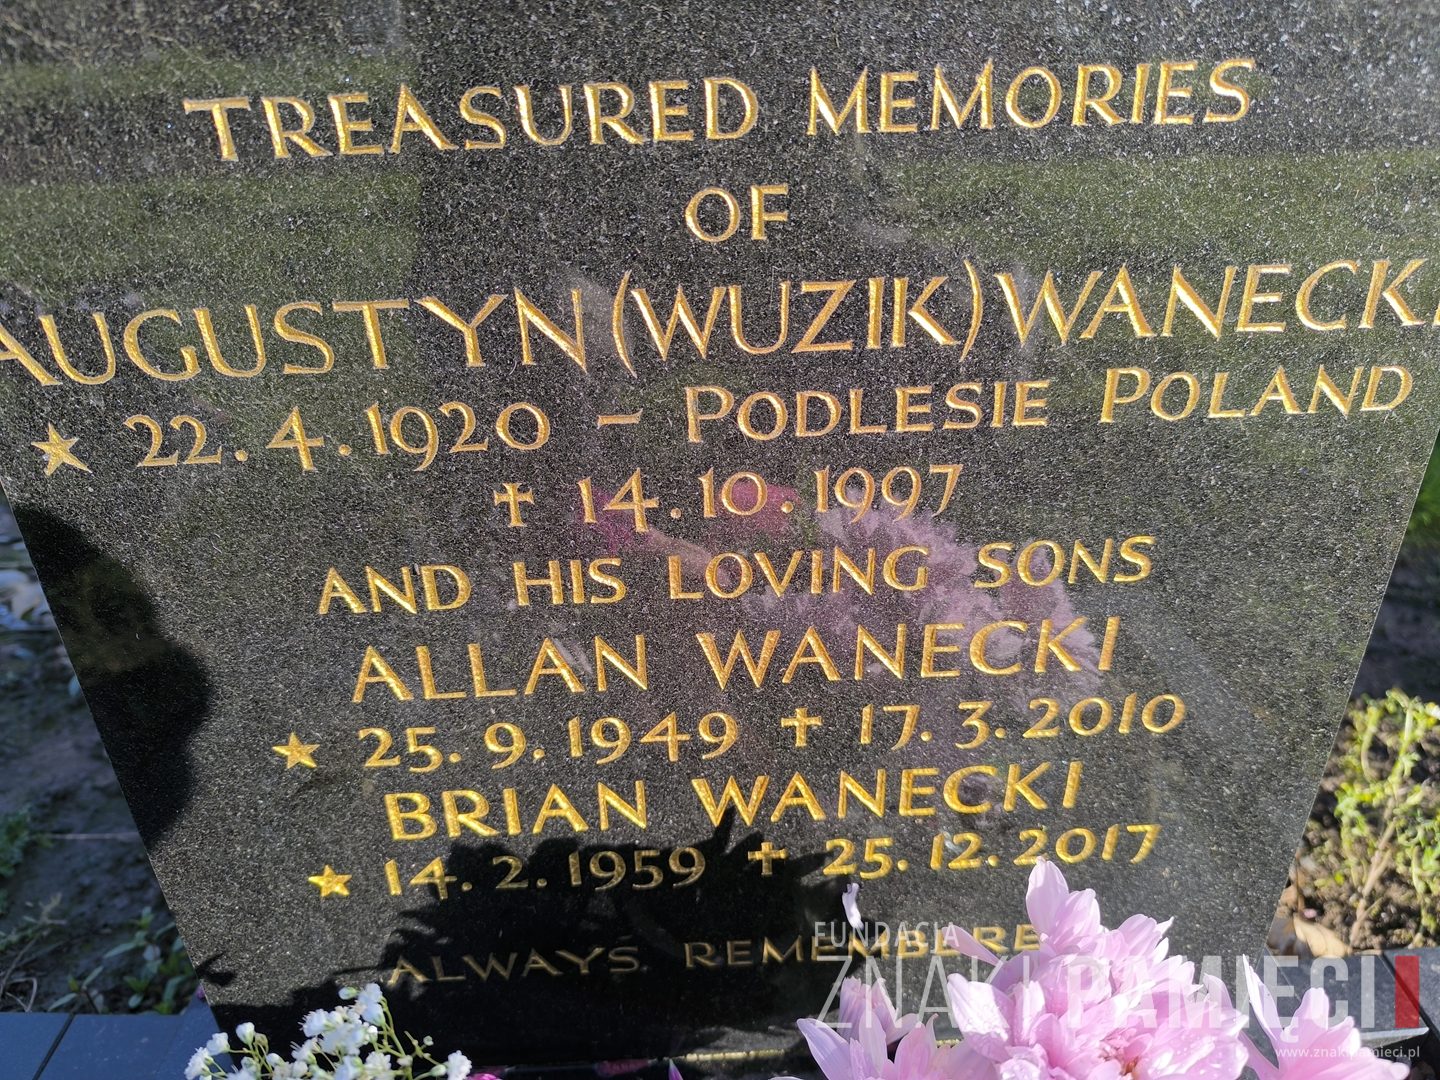 TREASURED MEMORIES
OF
AUGUSTYN (WUZIK) WANECKI
★ 22.4.1920 – PODLESIE POLAND
✝ 14.10.1997
AND HIS LOVING SONS
ALLAN WANECKI
★ 25.9.1949 ✝ 17.3.2010
BRIAN WANECKI
★ 14.2.1959 ✝ 25.12.2017
ALWAYS REMEMBERE
FUNDACJA
ZNAKI PAMIĘCI
www.znakipamieci.pl